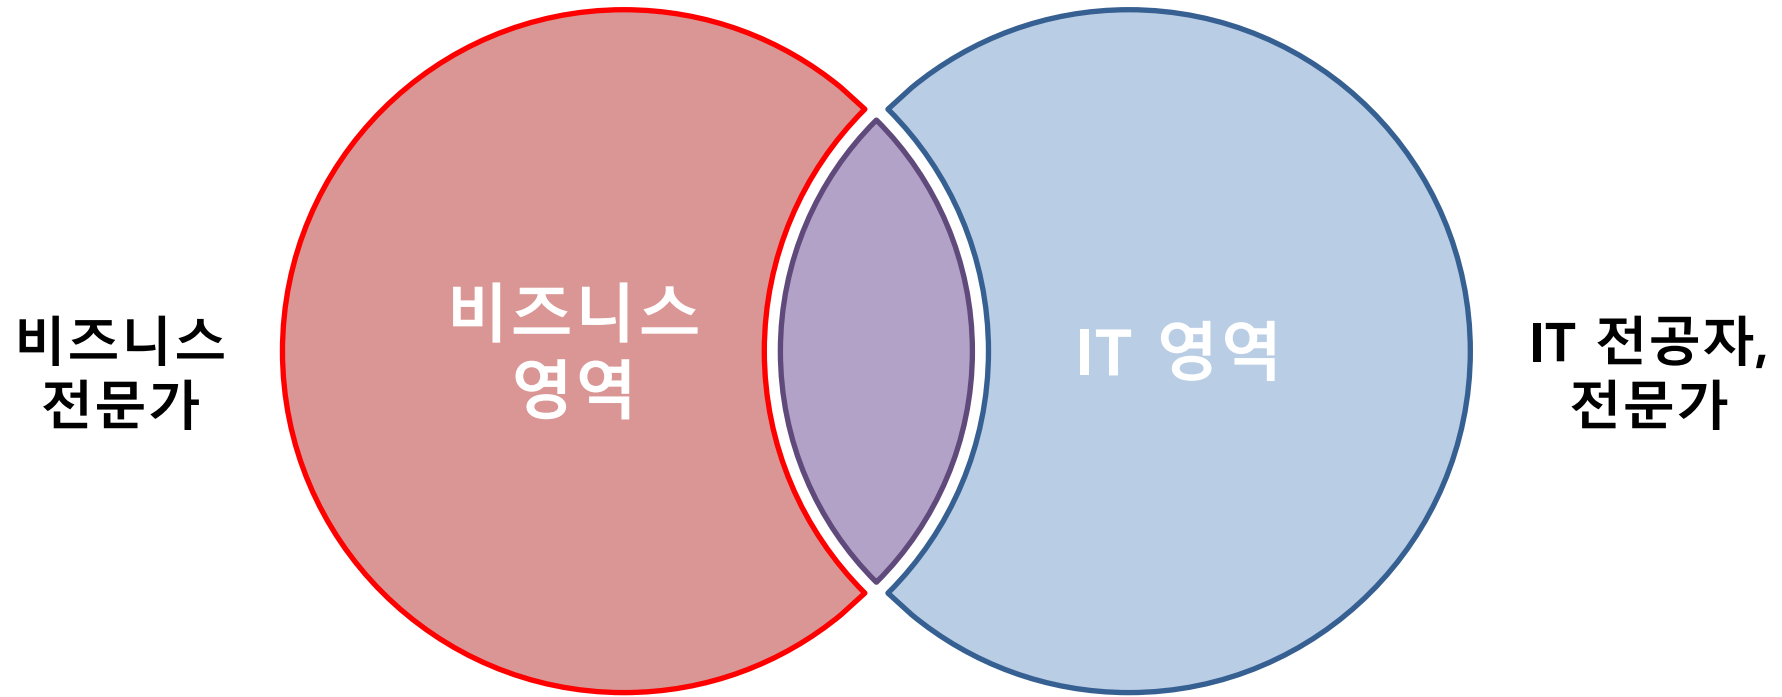 비즈니스
전문가
비즈니스
영역
IT 영역
IT 전공자,
전문가